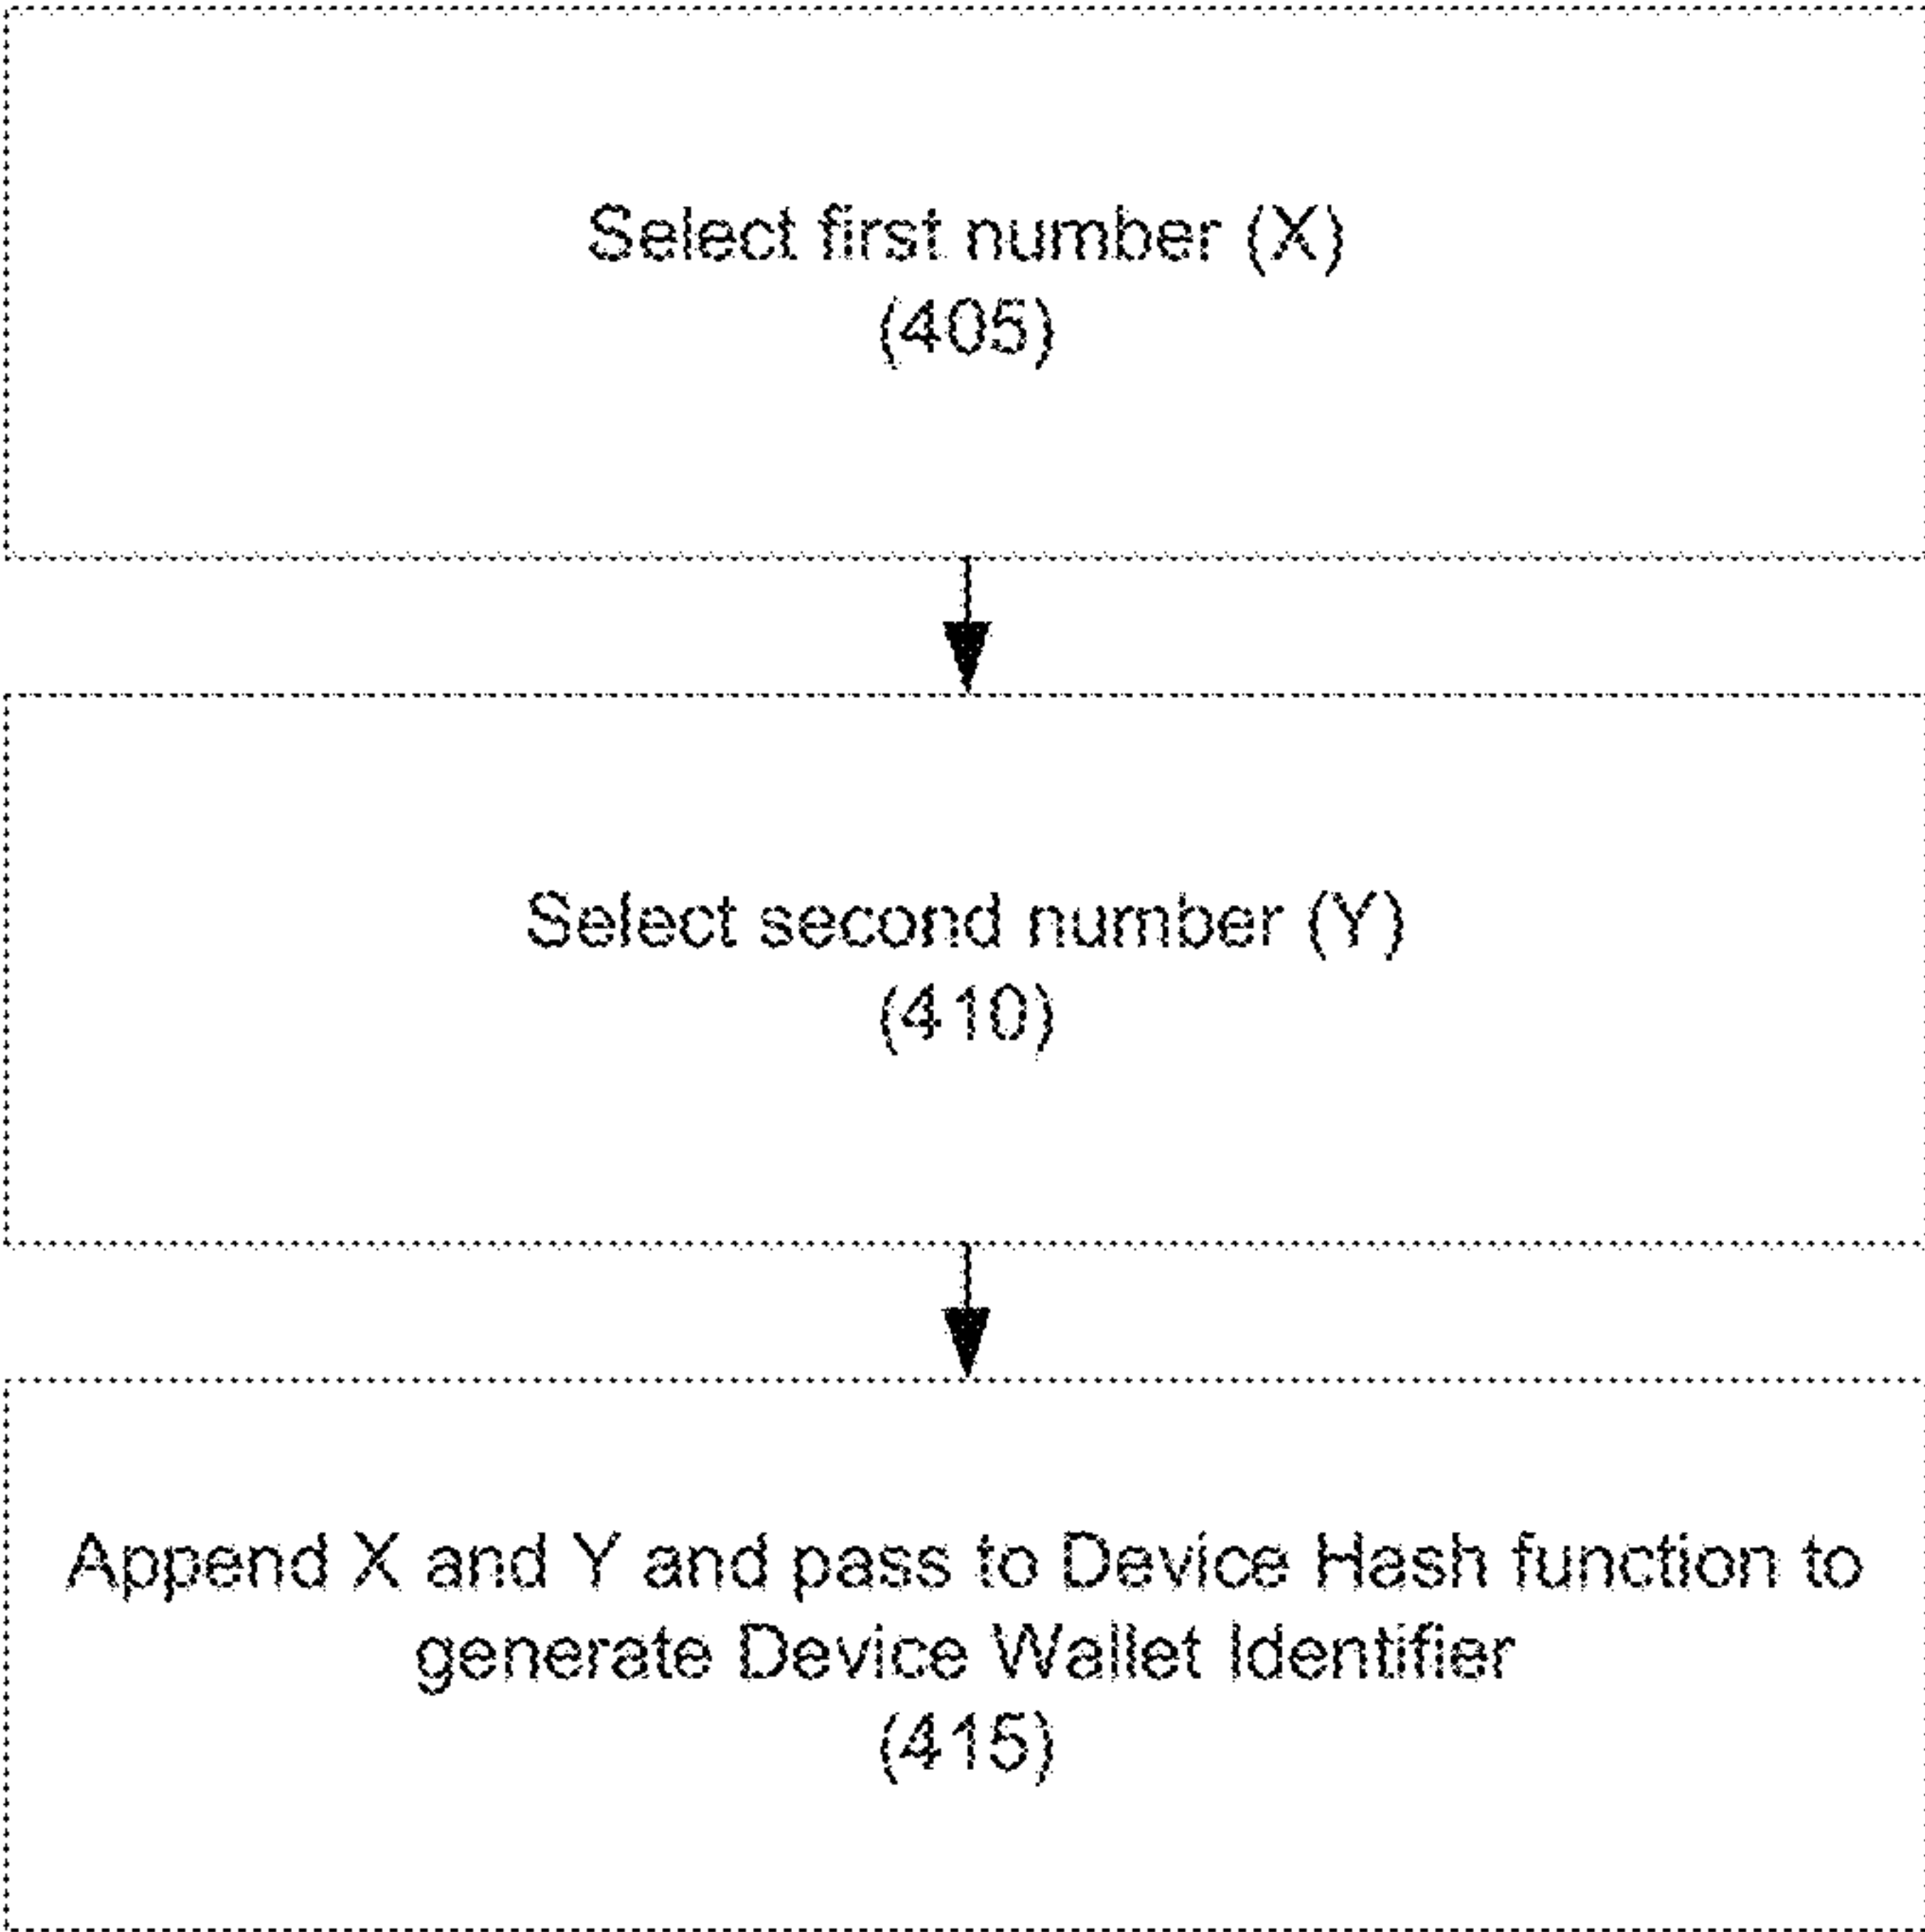 Select first number (X)
(405)
Select second number (Y)
(410)
Append X and Y and pass to Device Hash function to
generate Device Wallet Identifier
(415)